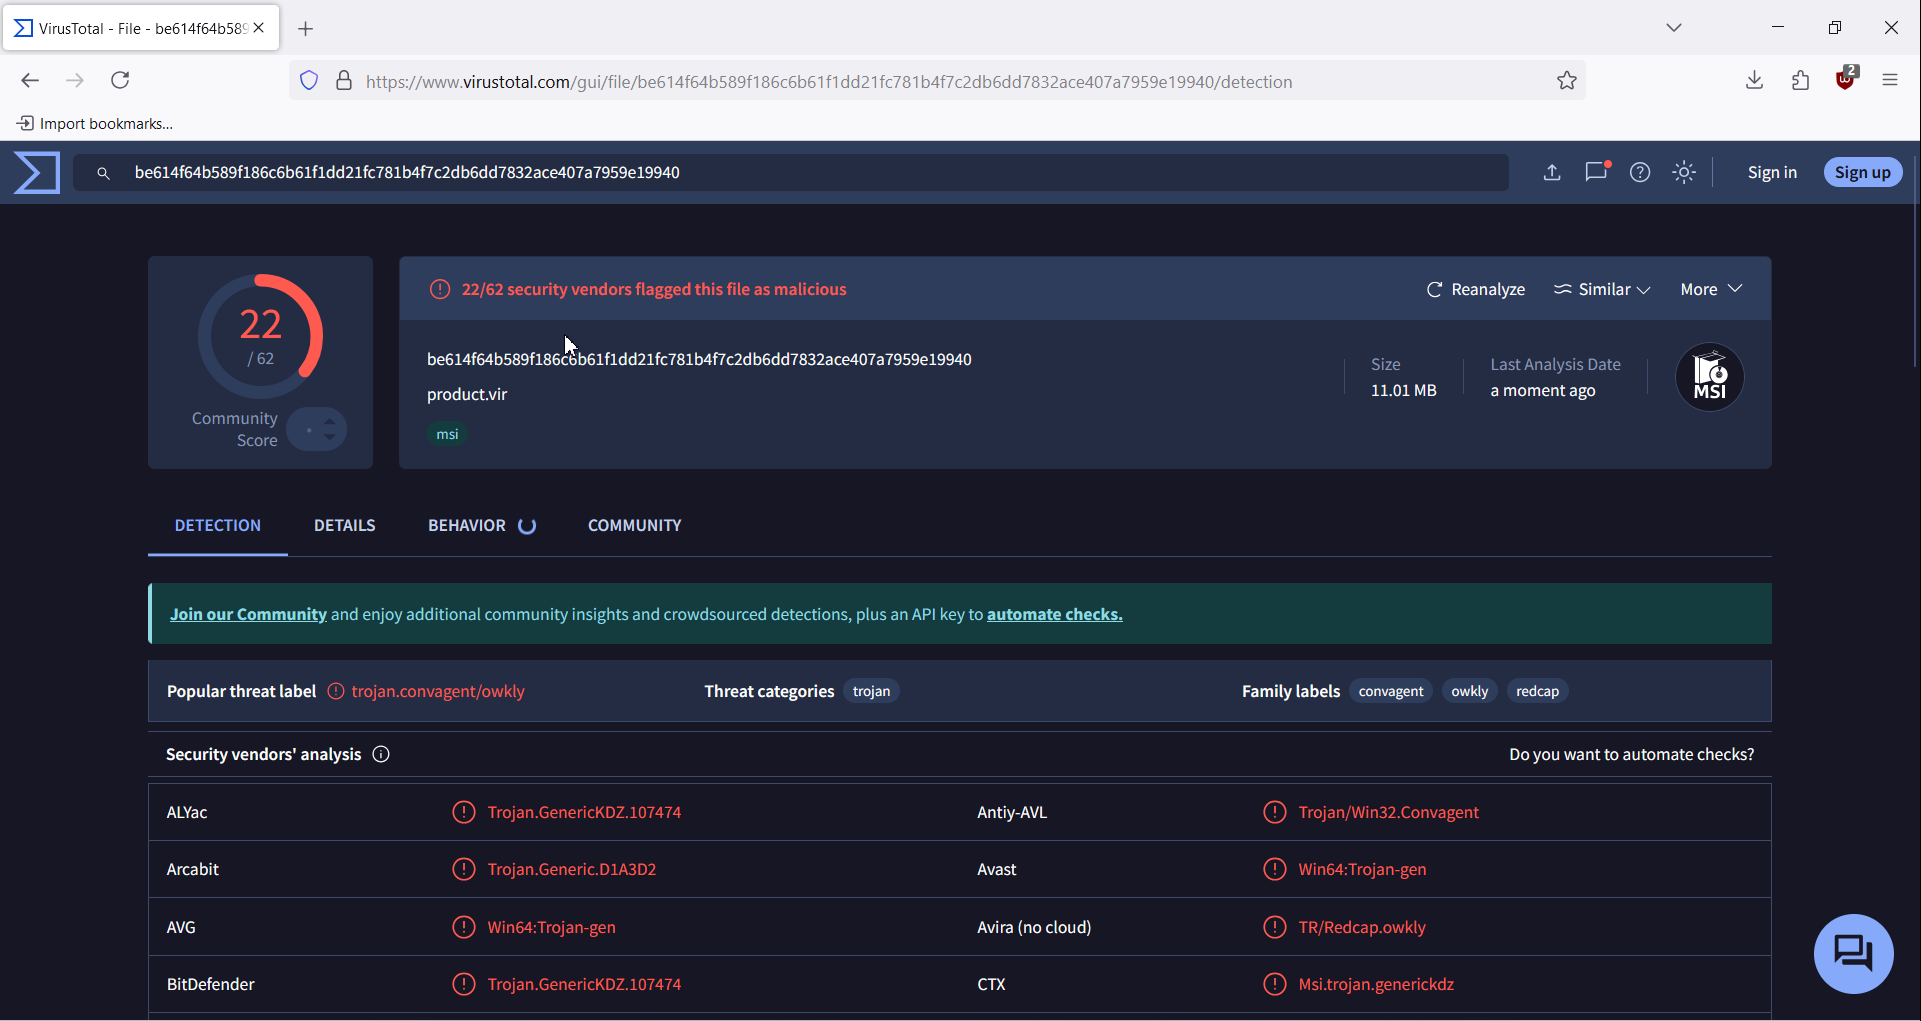 VirusTotal - File - be614f64b589
https://www.virustotal.com/gui/file/be614f64b589f186c6b61f1dd21fc781b4f7c2db6dd7832ace407a7959e19940/detection
2
Import bookmarks...
be614f64b589f186c6b61f1dd21fc781b4f7c2db6dd7832ace407a7959e19940
Sign in
Sign up
22
/ 62
Community
Score
22/62 security vendors flagged this file as malicious
Reanalyze
Similar
More
be614f64b589f186c6b61f1dd21fc781b4f7c2db6dd7832ace407a7959e19940
product.vir
msi
Size
11.01 MB
Last Analysis Date
a moment ago
MSI
DETECTION
DETAILS
BEHAVIOR
COMMUNITY
Join our Community and enjoy additional community insights and crowdsourced detections, plus an API key to automate checks.
Popular threat label
trojan.convagent/owkly
Threat categories
trojan
Family labels
convagent
owkly
redcap
Security vendors' analysis
Do you want to automate checks?
ALYac
Trojan.GenericKDZ.107474
Antiy-AVL
Trojan/Win32.Convagent
Arcabit
Trojan.Generic.D1A3D2
Avast
Win64:Trojan-gen
AVG
Win64:Trojan-gen
Avira (no cloud)
TR/Redcap.owkly
BitDefender
Trojan.GenericKDZ.107474
CTX
Msi.trojan.generickdz